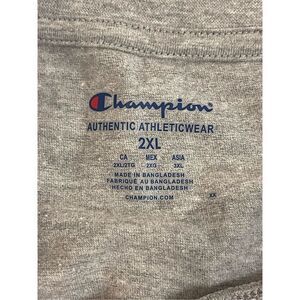 Champion
AUTHENTIC ATHLETICWEAR
2XL
CA MEX ASIA
2XL/2TG 2XG 3XL
MADE IN BANGLADESH
FABRIQUÉ AU BANGLADESH
HECHO EN BANGLADESH
CHAMPION.COM